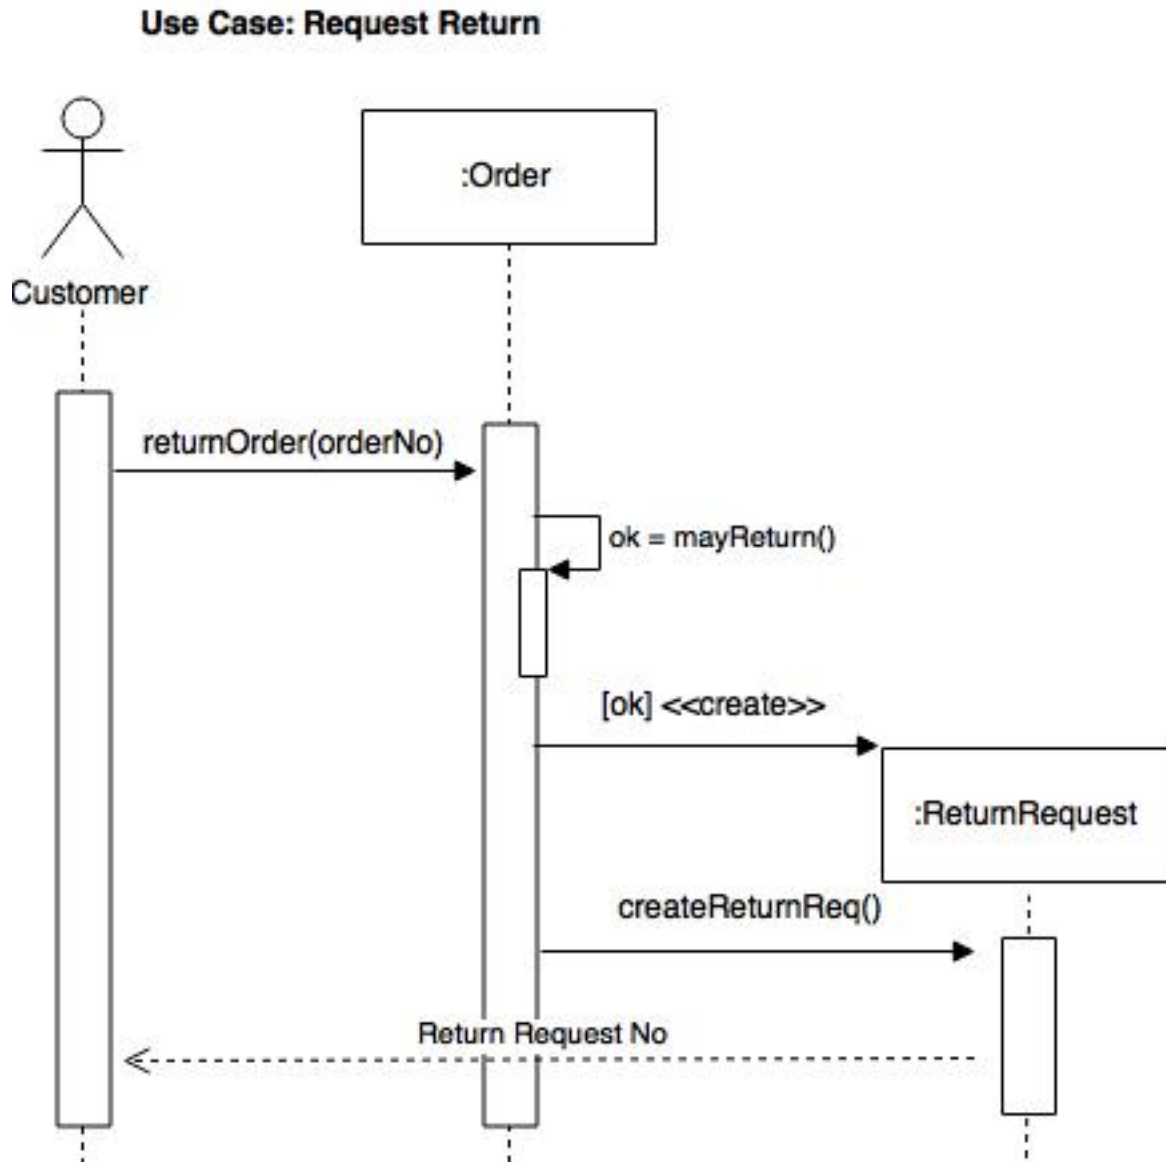 Use Case: Request Return
:Order
Customer
returnOrder(orderNo)
ok = mayReturn()
[ok] <<create>>
:ReturnRequest
createReturnReq()
Return Request No